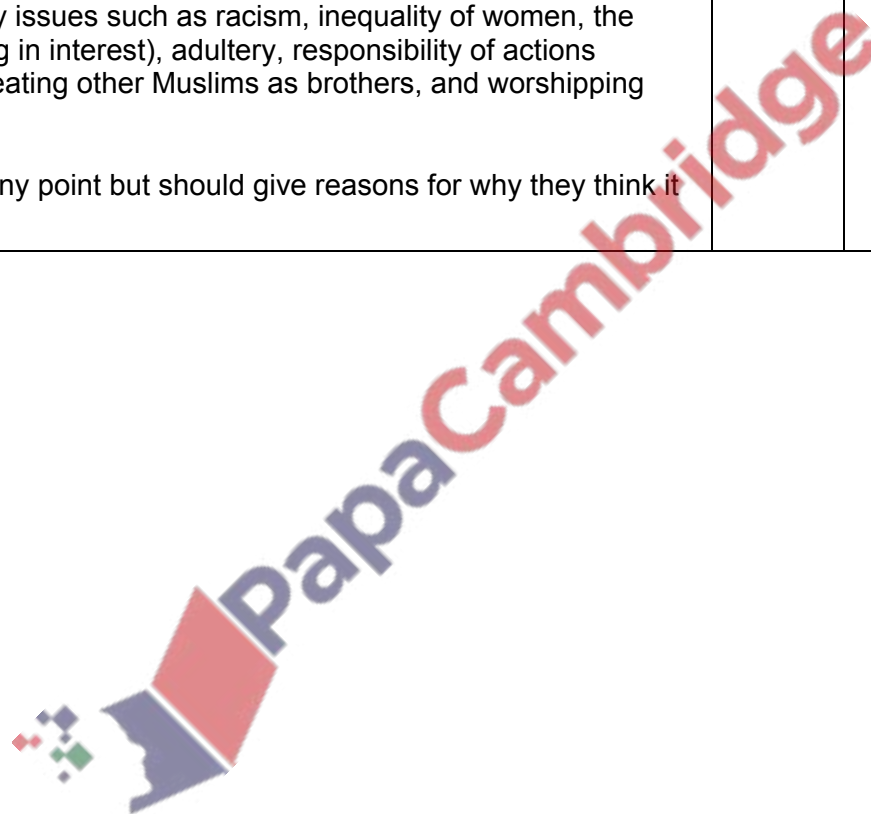 y issues such as racism, inequality of women, the
g in interest), adultery, responsibility of actions
eating other Muslims as brothers, and worshipping
ny point but should give reasons for why they think it
PapaCambridge